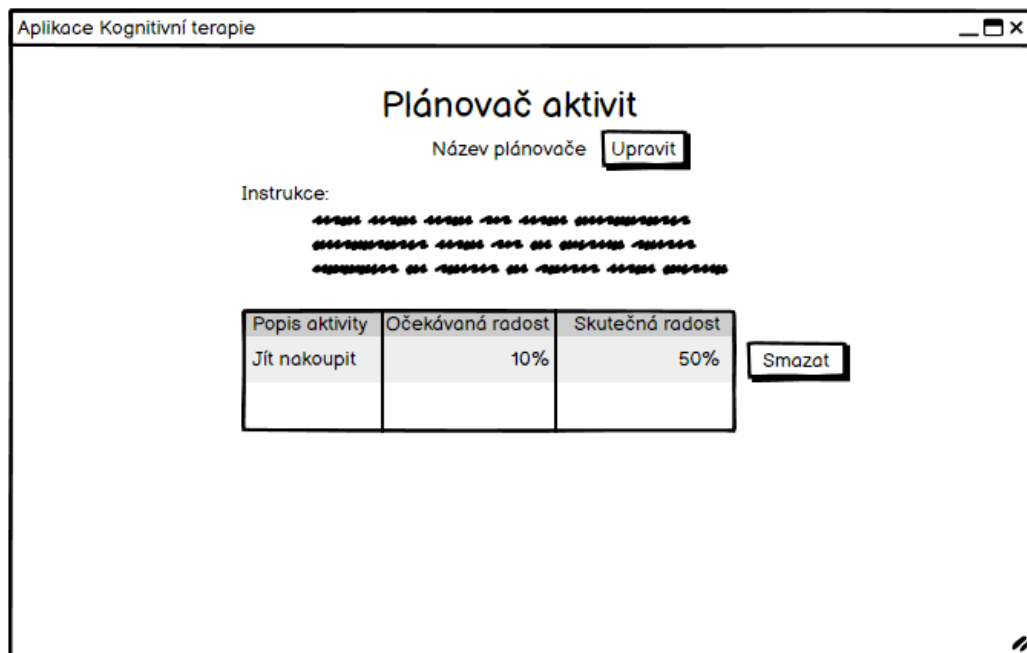 Aplikace Kognitivní terapie
Plánovač aktivit
Název plánovače Upravit
Instrukce:
Popis aktivity Očekávaná radost Skutečná radost
Jít nakoupit 10% 50% Smazat